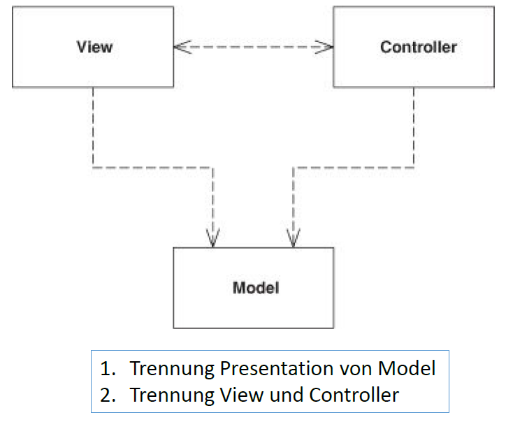 View
Controller
Model
1. Trennung Presentation von Model
2. Trennung View und Controller